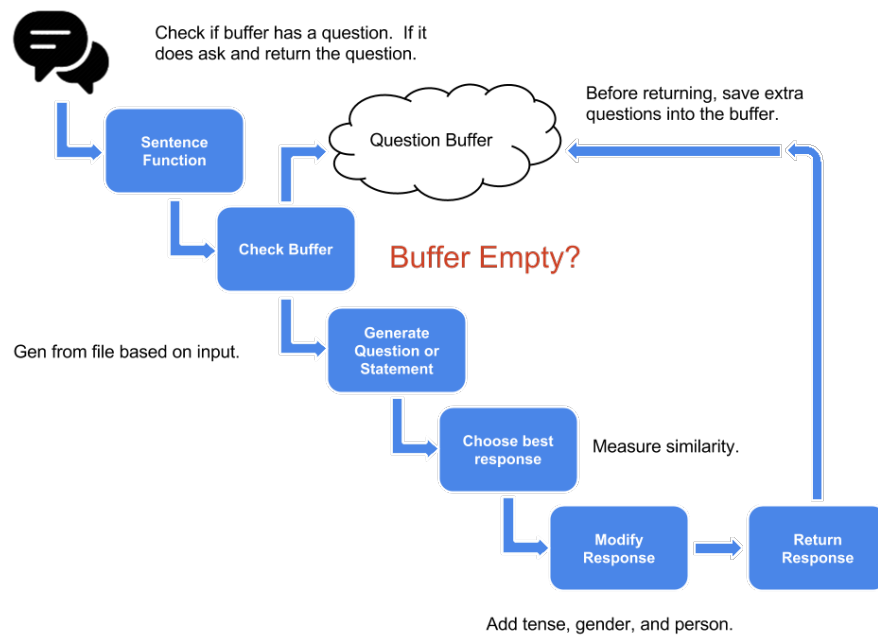 Check if buffer has a question.  If it
does ask and return the question.
Before returning, save extra
questions into the buffer.
Question Buffer
Sentence
Function
Check Buffer
Buffer Empty?
Generate
Question or
Statement
Gen from file based on input.
Choose best
response
Measure similarity.
Modify
Response
Return
Response
Add tense, gender, and person.